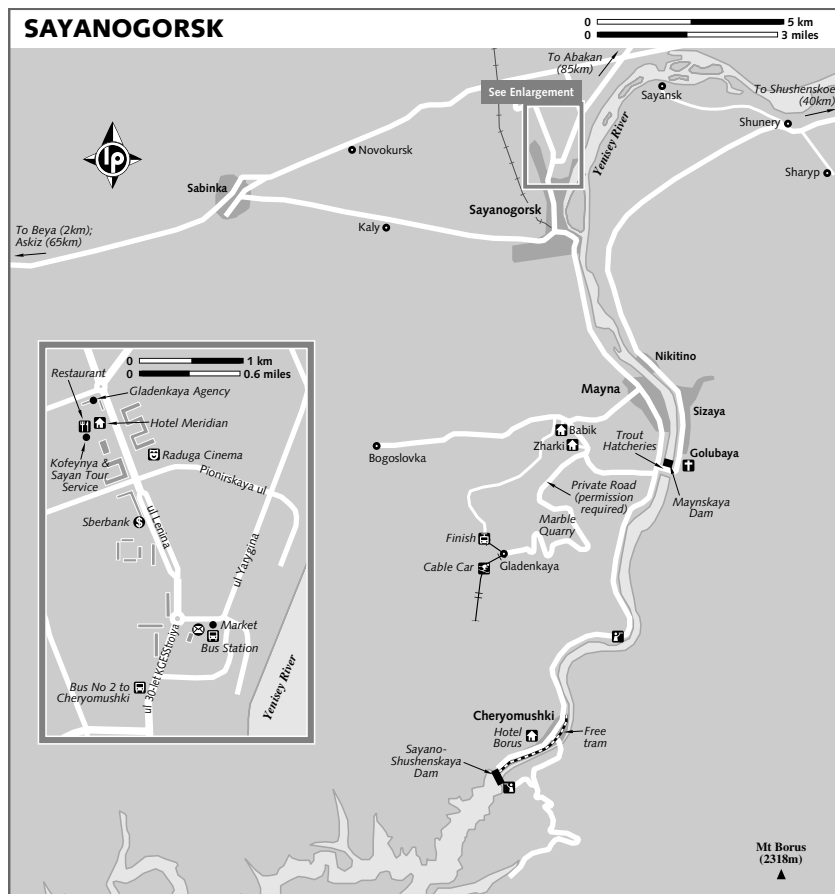 SAYANOGORSK
0 5 km
0 3 miles
To Abakan
(85km)
See Enlargement
Sayansk
To Shushenskoe
(40km)
Shunery
Yenisey River
Novokursk
lp
Sharyp
Sabinka
Sayanogorsk
Kaly
To Beya (2km);
Askiz (65km)
0 1 km
0 0.6 miles
Restaurant
Gladenkaya Agency
Hotel Meridian
Raduga Cinema
Kofeynya &
Sayan Tour
Service
Pionirskaya ul
Sberbank
$
ul Lenina
ul Yarygina
Market
Bus Station
ul 30-let KGESStroiya
Bus No 2 to
Cheryomushki
Yenisey River
Nikitino
Mayna
Sizaya
Babik
Zharki
Bogoslovka
Trout
Hatcheries
Golubaya
Private Road
(permission
required)
Maynskaya
Dam
Marble
Quarry
Finish
Cable Car
Gladenkaya
Cheryomushki
Hotel
Borus
Free
tram
Sayano-
Shushenskaya
Dam
Mt Borus
(2318m)